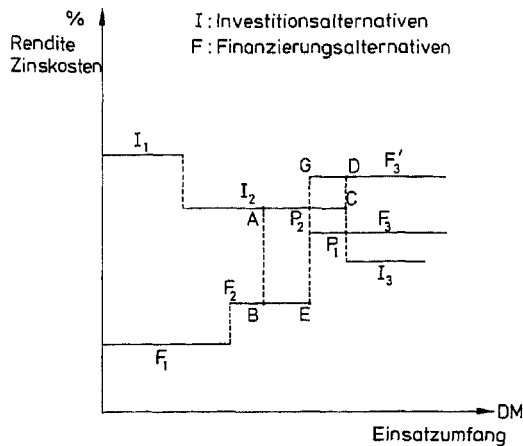 %
Rendite
Zinskosten
I : Investitionsalternativen
F : Finanzierungsalternativen
I₁
G
D
F₃'
I₂
C
A
P₂
F₃
P₁
I₃
F₂
B
E
F₁
DM
Einsatzumfang